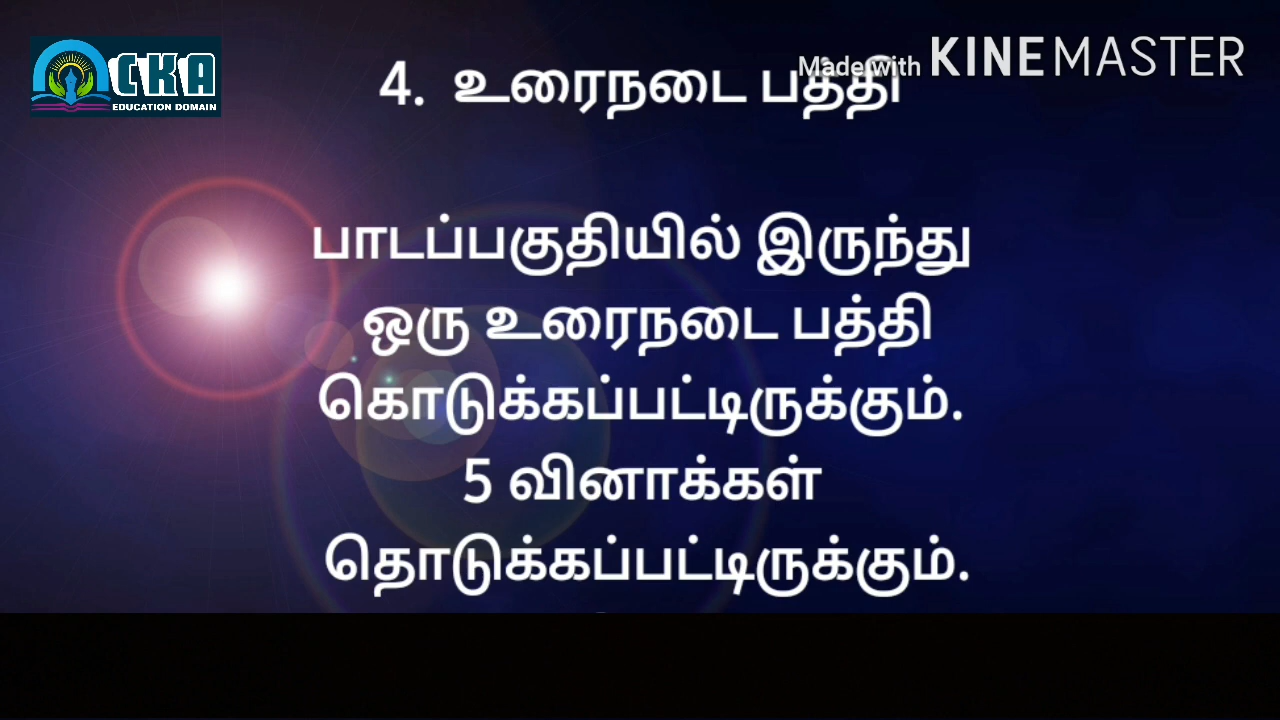 CKA
EDUCATION DOMAIN
Made with KINEMASTER
4. உரைநடை பத்தி
பாடப்பகுதியில் இருந்து
ஒரு உரைநடை பத்தி
கொடுக்கப்பட்டிருக்கும்.
5 வினாக்கள்
தொடுக்கப்பட்டிருக்கும்.